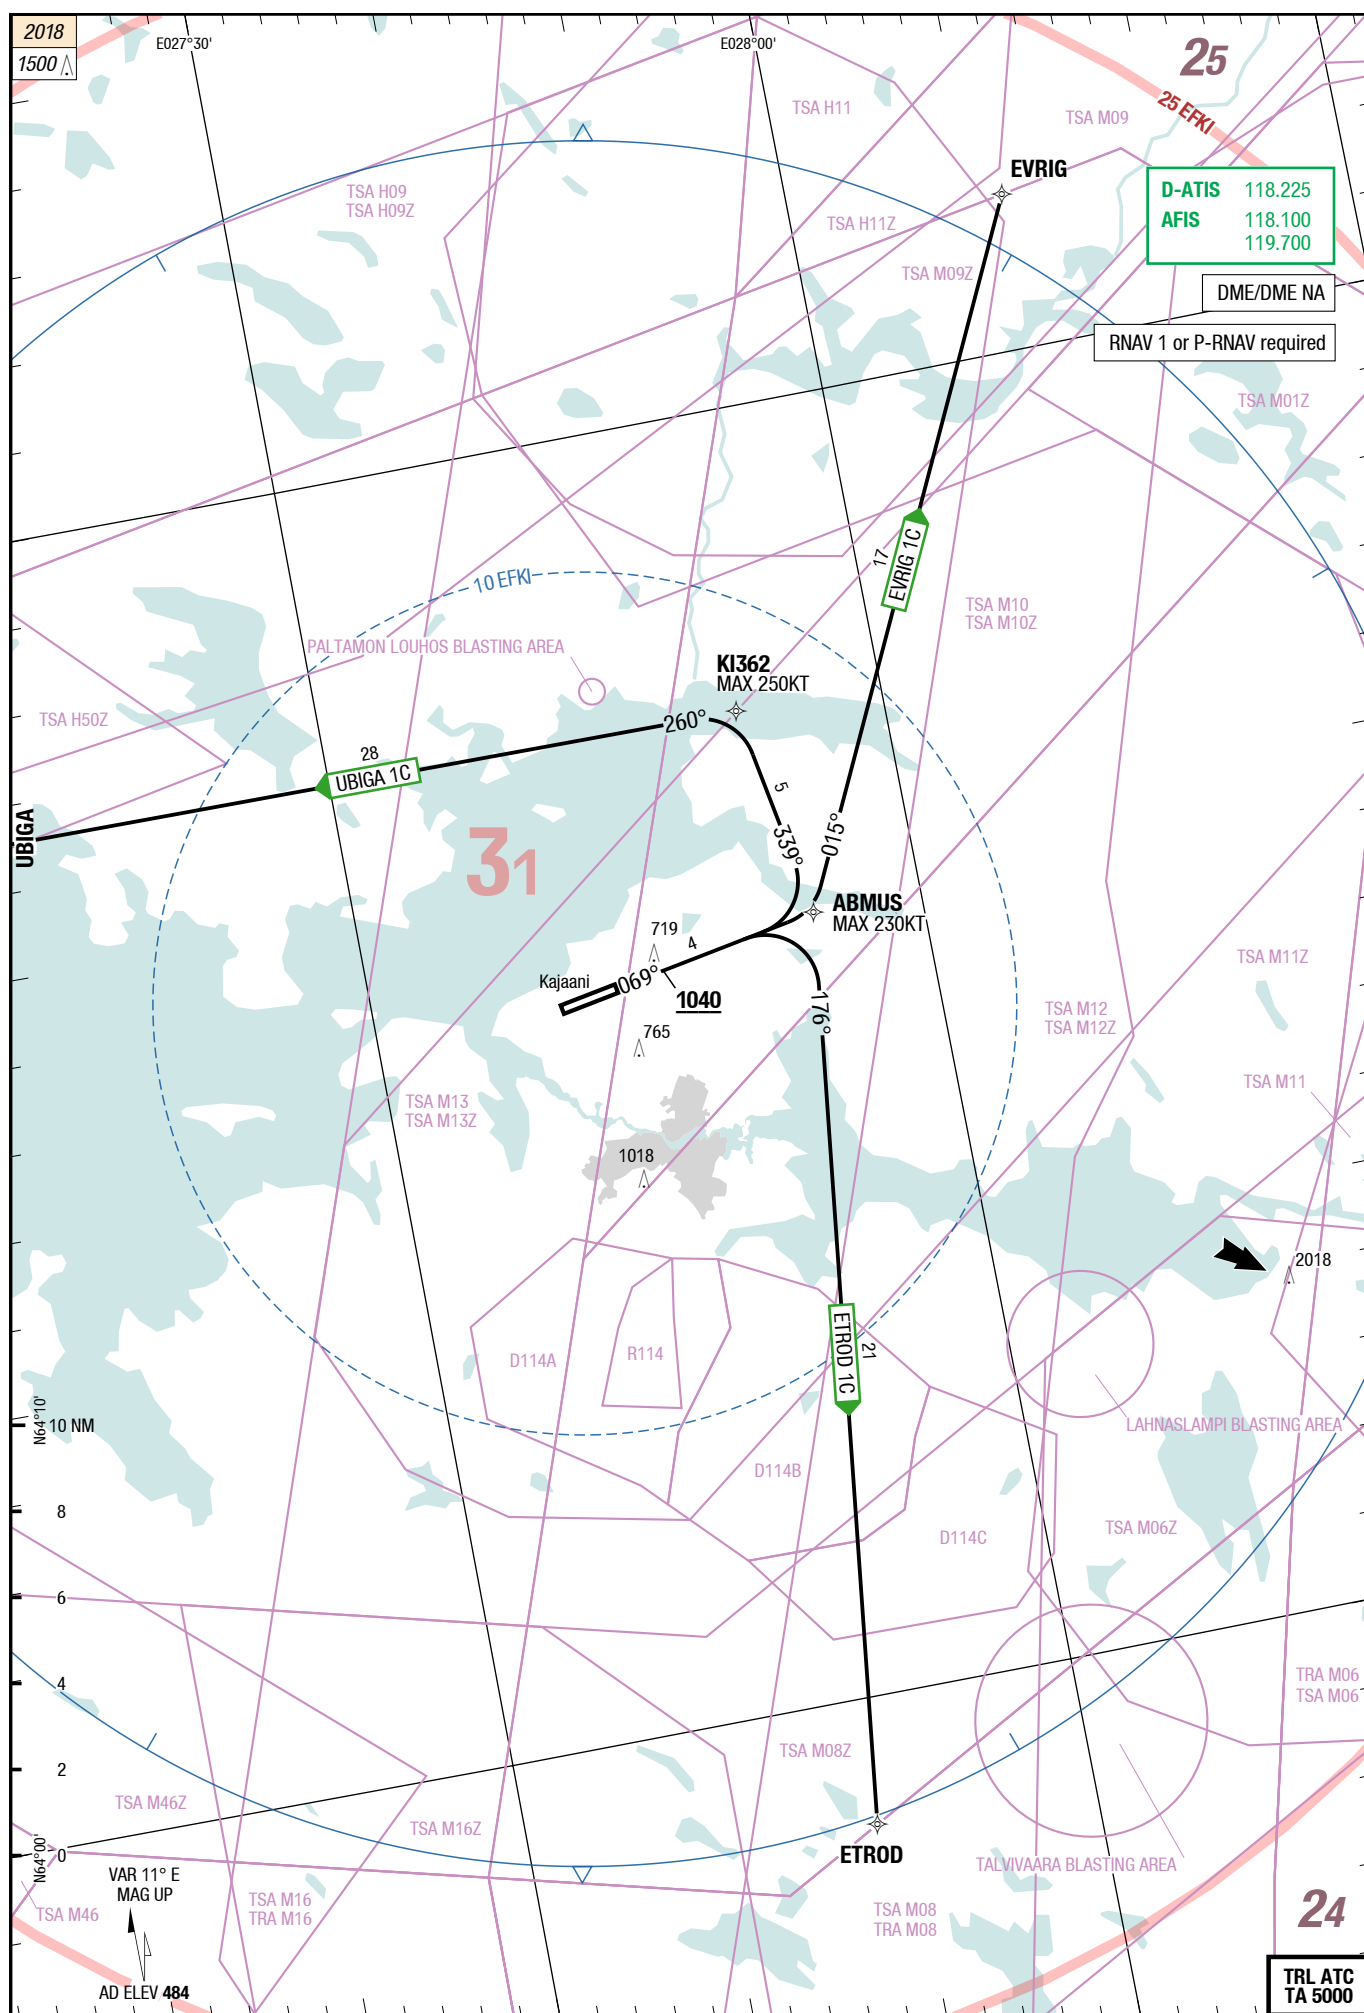 2018
1500
E027°30'
E028°00'
25
25 EFKI
TSA H11
TSA M09
EVRIG
D-ATIS 118.225
AFIS 118.100
119.700
TSA H09
TSA H09Z
TSA H11Z
TSA M09Z
DME/DME NA
RNAV 1 or P-RNAV required
TSA M01Z
17
EVRIG 1C
10 EFKI
TSA M10
TSA M10Z
PALTAMON LOUHOS BLASTING AREA
KI362
MAX 250KT
TSA H50Z
260°
28
UBIGA 1C
UBIGA
5
339°
015°
31
ABMUS
MAX 230KT
719
4
Kajaani
069°
1040
176°
765
TSA M11Z
TSA M12
TSA M12Z
TSA M11
TSA M13
TSA M13Z
1018
2018
ETROD 1C
21
D114A
R114
N64°10'
10 NM
LAHNASLAMPI BLASTING AREA
D114B
8
TSA M06Z
D114C
6
4
TRA M06
TSA M06
TSA M08Z
2
TSA M46Z
TSA M16Z
N64°00'
0
ETROD
TALVIVAARA BLASTING AREA
VAR 11° E
MAG UP
TSA M46
TSA M16
TRA M16
TSA M08
TRA M08
24
AD ELEV 484
TRL ATC
TA 5000